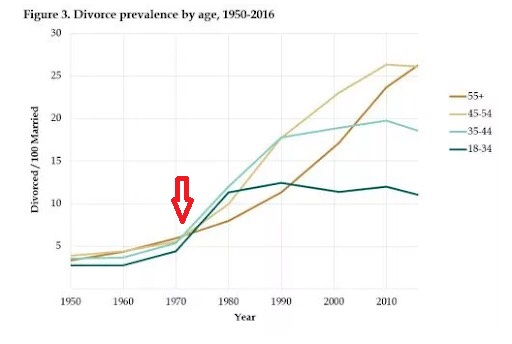 Figure 3. Divorce prevalence by age, 1950-2016
30
25
20
15
10
5
Divorced / 100 Married
1950 1960 1970 1980 1990 2000 2010
Year
55+
45-54
35-44
18-34